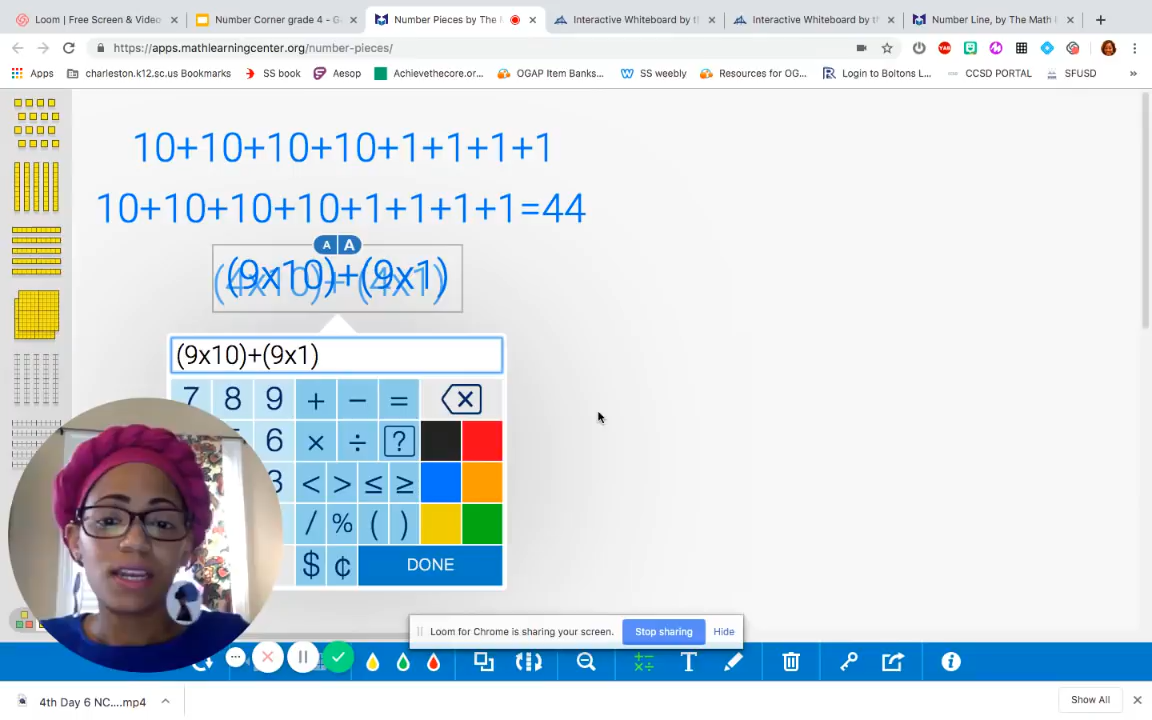 Loom | Free Screen & Video
Number Corner grade 4 - G
Number Pieces by The
Interactive Whiteboard by t
Interactive Whiteboard by t
Number Line, by The Math
https://apps.mathlearningcenter.org/number-pieces/
Apps
charleston.k12.sc.us Bookmarks
SS book
Aesop
Achievethecore.or...
OGAP Item Banks...
SS weebly
Resources for OG...
Login to Boltons L...
CCSD PORTAL
SFUSD
»
10+10+10+10+1+1+1+1
10+10+10+10+1+1+1+1=44
A A
(9x10)+(9x1)
(4x10)+(4x1)
(9x10)+(9x1)
7 8 9 + − =
6 × ÷ ?
3 < > ≤ ≥
/ % ( )
$ ¢ DONE
Loom for Chrome is sharing your screen.
Stop sharing
Hide
T
4th Day 6 NC....mp4
Show All